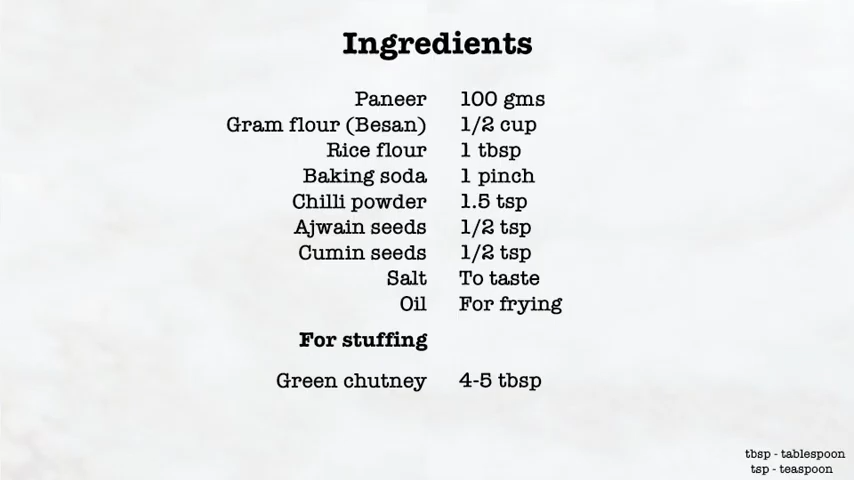 Ingredients
Paneer 100 gms
Gram flour (Besan) 1/2 cup
Rice flour 1 tbsp
Baking soda 1 pinch
Chilli powder 1.5 tsp
Ajwain seeds 1/2 tsp
Cumin seeds 1/2 tsp
Salt To taste
Oil For frying
For stuffing
Green chutney 4-5 tbsp
tbsp - tablespoon
tsp - teaspoon